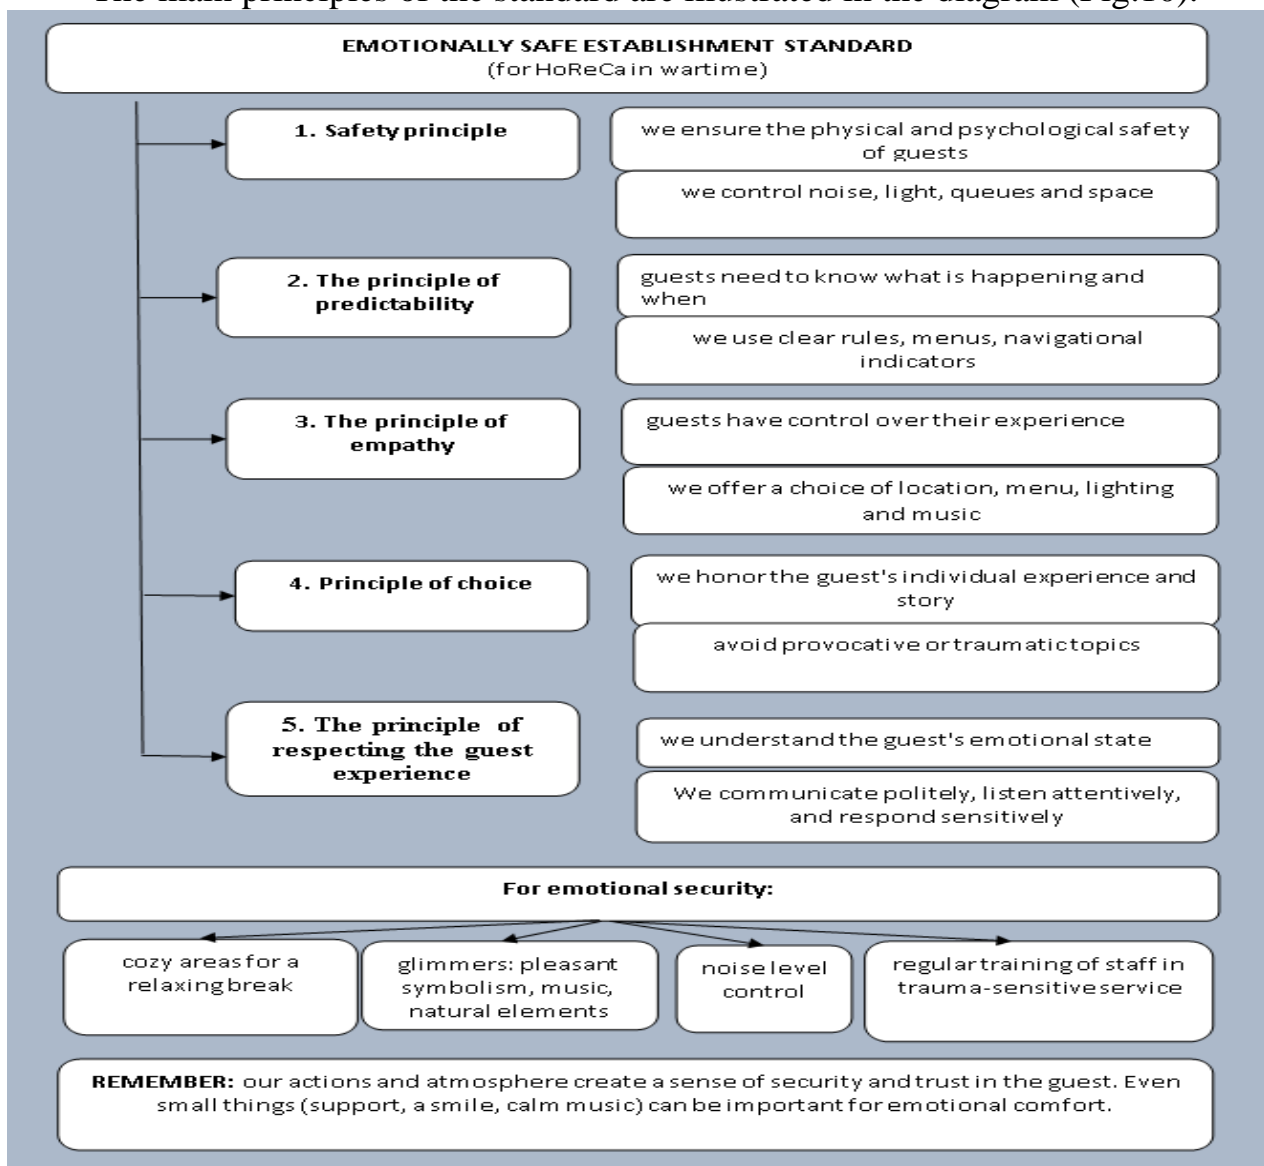 The main principles of the standard are illustrated in the diagram (Fig.10).
EMOTIONALLY SAFE ESTABLISHMENT STANDARD
(for HoReCa in wartime)
1. Safety principle
we ensure the physical and psychological safety
of guests
we control noise, light, queues and space
2. The principle of
predictability
guests need to know what is happening and
when
we use clear rules, menus, navigational
indicators
3. The principle of
empathy
guests have control over their experience
we offer a choice of location, menu, lighting
and music
4. Principle of choice
we honor the guest's individual experience and
story
avoid provocative or traumatic topics
5. The principle of
respecting the guest
experience
we understand the guest's emotional state
We communicate politely, listen attentively,
and respond sensitively
For emotional security:
cozy areas for a
relaxing break
glimmers: pleasant
symbolism, music,
natural elements
noise level
control
regular training of staff in
trauma-sensitive service
REMEMBER: our actions and atmosphere create a sense of security and trust in the guest. Even
small things (support, a smile, calm music) can be important for emotional comfort.